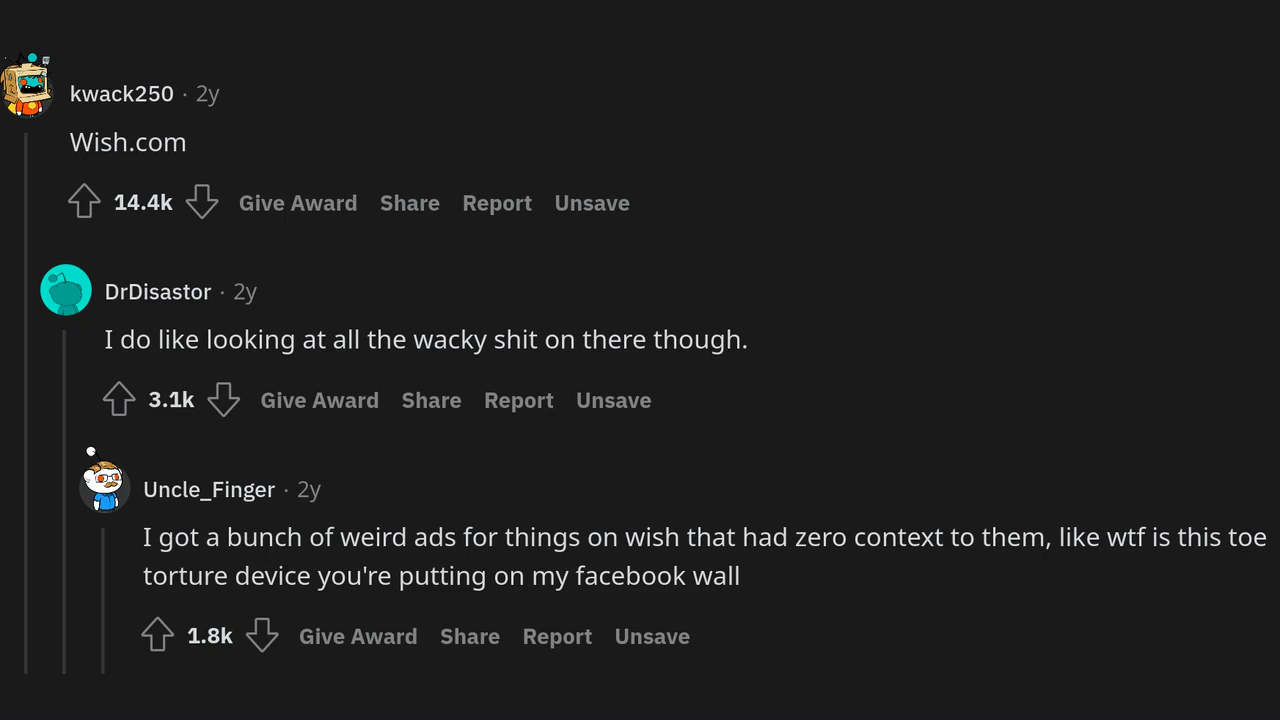 kwack250 · 2y
Wish.com
14.4k Give Award Share Report Unsave
DrDisastor · 2y
I do like looking at all the wacky shit on there though.
3.1k Give Award Share Report Unsave
Uncle_Finger · 2y
I got a bunch of weird ads for things on wish that had zero context to them, like wtf is this toe
torture device you're putting on my facebook wall
1.8k Give Award Share Report Unsave